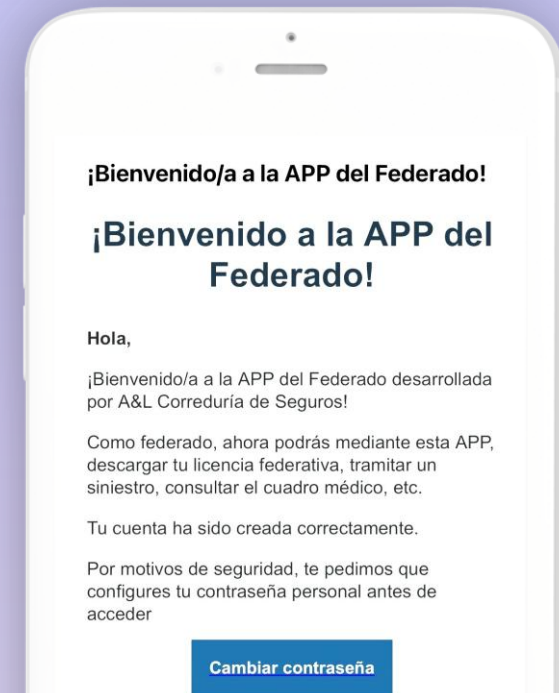 ¡Bienvenido/a a la APP del Federado!
¡Bienvenido a la APP del
Federado!
Hola,
¡Bienvenido/a a la APP del Federado desarrollada
por A&L Correduría de Seguros!
Como federado, ahora podrás mediante esta APP,
descargar tu licencia federativa, tramitar un
siniestro, consultar el cuadro médico, etc.
Tu cuenta ha sido creada correctamente.
Por motivos de seguridad, te pedimos que
configures tu contraseña personal antes de
acceder
Cambiar contraseña